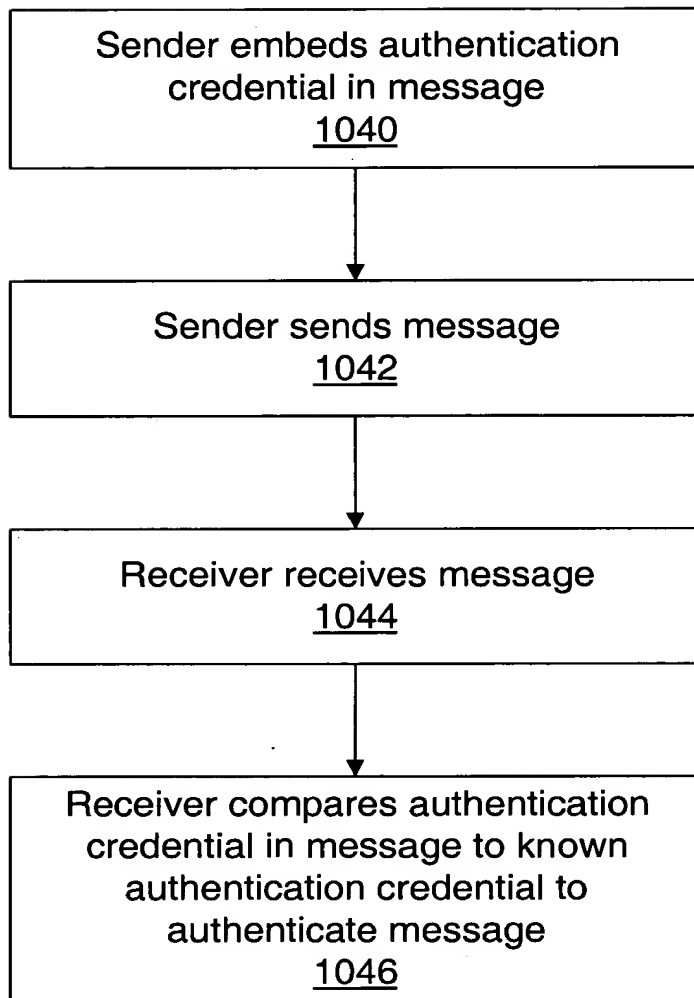 Sender embeds authentication
credential in message
1040
Sender sends message
1042
Receiver receives message
1044
Receiver compares authentication
credential in message to known
authentication credential to
authenticate message
1046